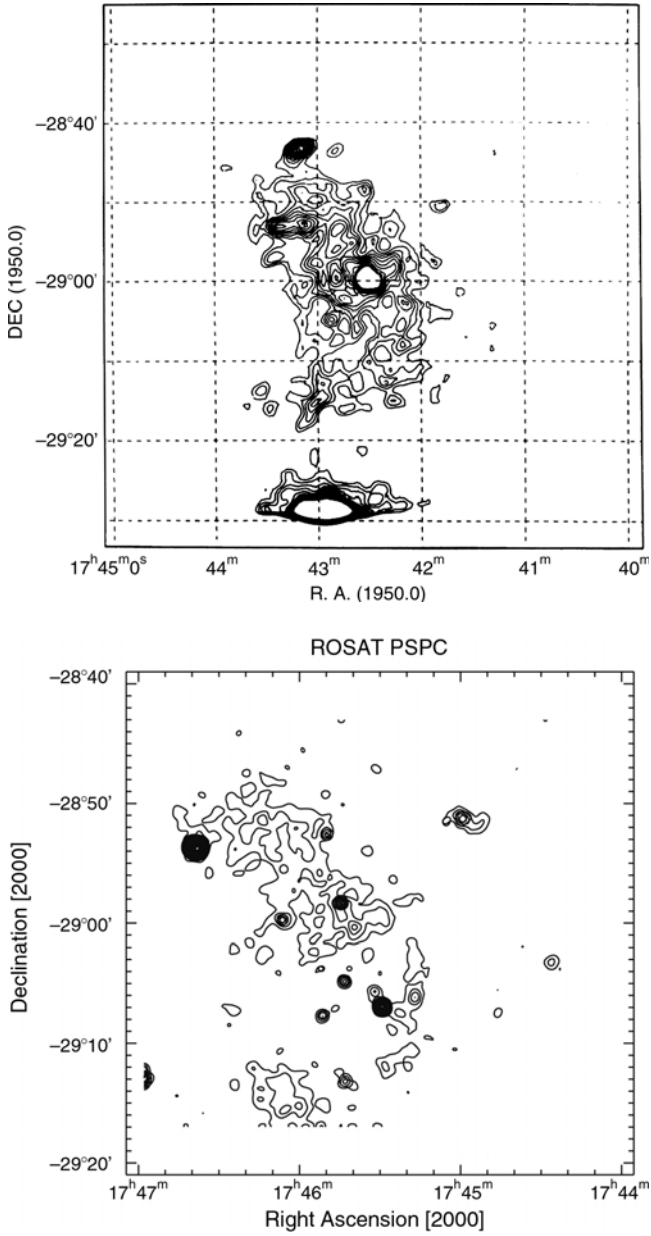 DEC (1950.0)
−28°40′
−29°00′
−29°20′
17ʰ45ᵐ0ˢ 44ᵐ 43ᵐ 42ᵐ 41ᵐ 40ᵐ
R. A. (1950.0)
ROSAT PSPC
Declination [2000]
−28°40′
−28°50′
−29°00′
−29°10′
−29°20′
17ʰ47ᵐ 17ʰ46ᵐ 17ʰ45ᵐ 17ʰ44ᵐ
Right Ascension [2000]